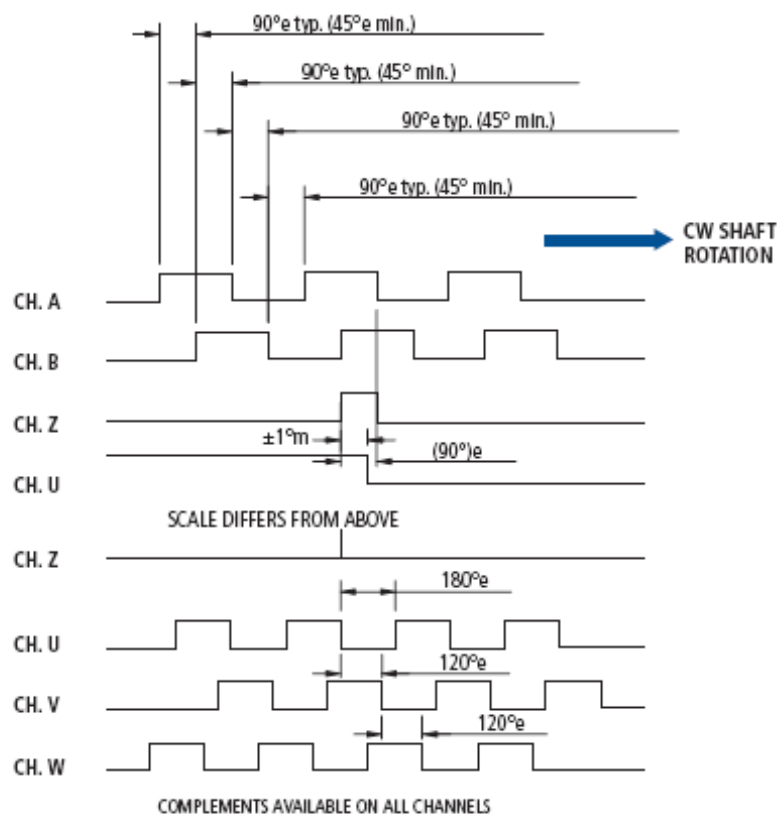 90°e typ. (45°e min.)
90°e typ. (45° min.)
90°e typ. (45° min.)
90°e typ. (45° min.)
CW SHAFT
ROTATION
CH. A
CH. B
CH. Z
±1°m
(90°)e
CH. U
SCALE DIFFERS FROM ABOVE
CH. Z
180°e
CH. U
120°e
CH. V
120°e
CH. W
COMPLEMENTS AVAILABLE ON ALL CHANNELS